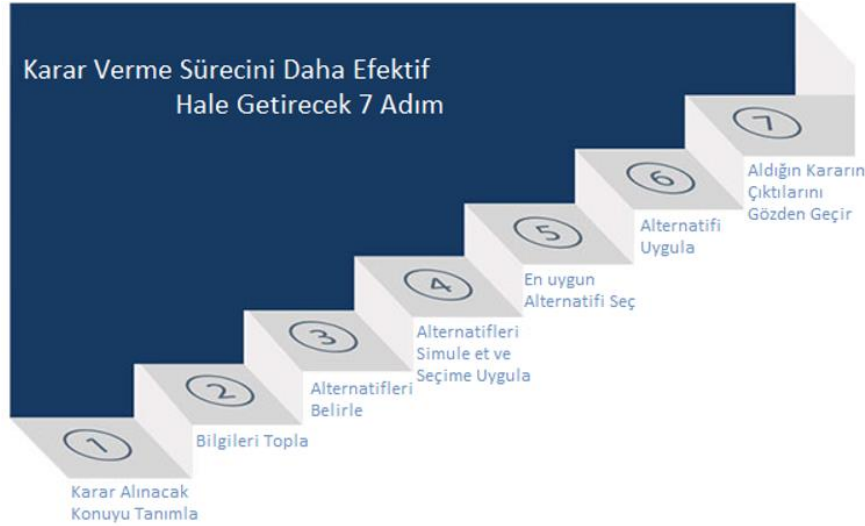 Karar Verme Sürecini Daha Efektif
Hale Getirecek 7 Adım
1
Karar Alınacak
Konuyu Tanımla
2
Bilgileri Topla
3
Alternatifleri
Belirle
4
Alternatifleri
Simule et ve
Seçime Uygula
5
En uygun
Alternatifi Seç
6
Alternatifi
Uygula
7
Aldığın Kararın
Çıktılarını
Gözden Geçir